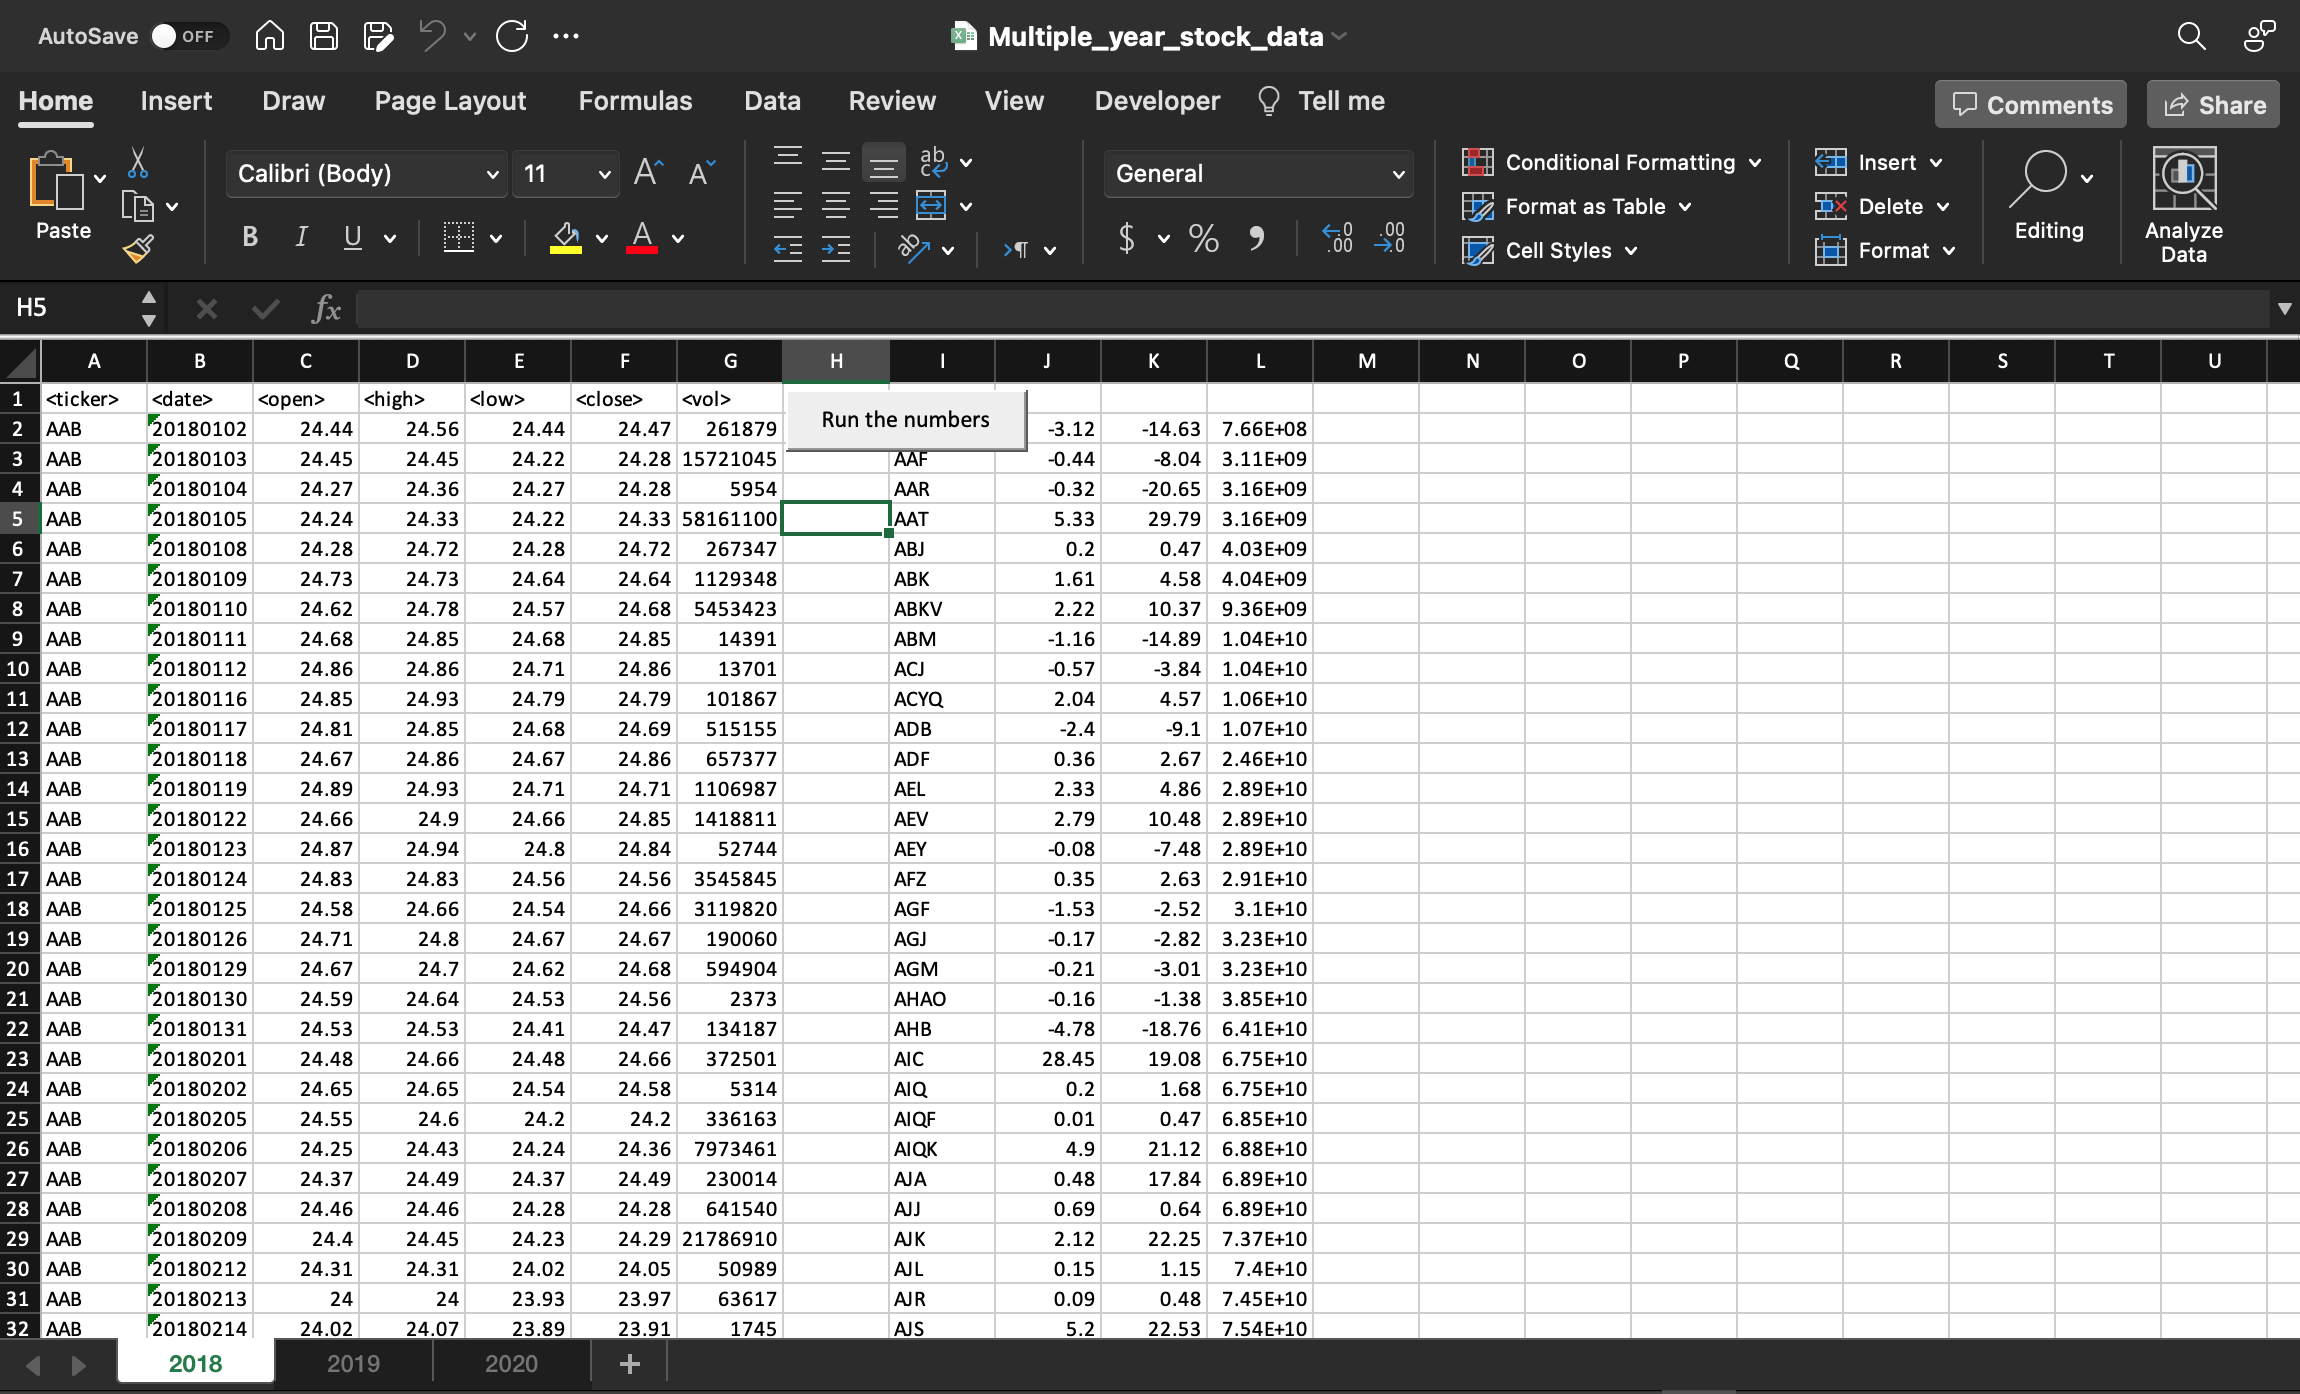 AutoSave OFF Multiple_year_stock_data
Home Insert Draw Page Layout Formulas Data Review View Developer Tell me Comments Share
Paste Calibri (Body) 11 A A ab c General Conditional Formatting Insert Editing Analyze Data
Format as Table Delete
B I U A ab $ % , .0 .00 .00 .0 Cell Styles Format
H5 fx
A B C D E F G H I J K L M N O P Q R S T U
1 <ticker> <date> <open> <high> <low> <close> <vol> Run the numbers
2 AAB 20180102 24.44 24.56 24.44 24.47 261879 -3.12 -14.63 7.66E+08
3 AAB 20180103 24.45 24.45 24.22 24.28 15721045 AAF -0.44 -8.04 3.11E+09
4 AAB 20180104 24.27 24.36 24.27 24.28 5954 AAR -0.32 -20.65 3.16E+09
5 AAB 20180105 24.24 24.33 24.22 24.33 58161100 AAT 5.33 29.79 3.16E+09
6 AAB 20180108 24.28 24.72 24.28 24.72 267347 ABJ 0.2 0.47 4.03E+09
7 AAB 20180109 24.73 24.73 24.64 24.64 1129348 ABK 1.61 4.58 4.04E+09
8 AAB 20180110 24.62 24.78 24.57 24.68 5453423 ABKV 2.22 10.37 9.36E+09
9 AAB 20180111 24.68 24.85 24.68 24.85 14391 ABM -1.16 -14.89 1.04E+10
10 AAB 20180112 24.86 24.86 24.71 24.86 13701 ACJ -0.57 -3.84 1.04E+10
11 AAB 20180116 24.85 24.93 24.79 24.79 101867 ACYQ 2.04 4.57 1.06E+10
12 AAB 20180117 24.81 24.85 24.68 24.69 515155 ADB -2.4 -9.1 1.07E+10
13 AAB 20180118 24.67 24.86 24.67 24.86 657377 ADF 0.36 2.67 2.46E+10
14 AAB 20180119 24.89 24.93 24.71 24.71 1106987 AEL 2.33 4.86 2.89E+10
15 AAB 20180122 24.66 24.9 24.66 24.85 1418811 AEV 2.79 10.48 2.89E+10
16 AAB 20180123 24.87 24.94 24.8 24.84 52744 AEY -0.08 -7.48 2.89E+10
17 AAB 20180124 24.83 24.83 24.56 24.56 3545845 AFZ 0.35 2.63 2.91E+10
18 AAB 20180125 24.58 24.66 24.54 24.66 3119820 AGF -1.53 -2.52 3.1E+10
19 AAB 20180126 24.71 24.8 24.67 24.67 190060 AGJ -0.17 -2.82 3.23E+10
20 AAB 20180129 24.67 24.7 24.62 24.68 594904 AGM -0.21 -3.01 3.23E+10
21 AAB 20180130 24.59 24.64 24.53 24.56 2373 AHAO -0.16 -1.38 3.85E+10
22 AAB 20180131 24.53 24.53 24.41 24.47 134187 AHB -4.78 -18.76 6.41E+10
23 AAB 20180201 24.48 24.66 24.48 24.66 372501 AIC 28.45 19.08 6.75E+10
24 AAB 20180202 24.65 24.65 24.54 24.58 5314 AIQ 0.2 1.68 6.75E+10
25 AAB 20180205 24.55 24.6 24.2 24.2 336163 AIQF 0.01 0.47 6.85E+10
26 AAB 20180206 24.25 24.43 24.24 24.36 7973461 AIQK 4.9 21.12 6.88E+10
27 AAB 20180207 24.37 24.49 24.37 24.49 230014 AJA 0.48 17.84 6.89E+10
28 AAB 20180208 24.46 24.46 24.28 24.28 641540 AJJ 0.69 0.64 6.89E+10
29 AAB 20180209 24.4 24.45 24.23 24.29 21786910 AJK 2.12 22.25 7.37E+10
30 AAB 20180212 24.31 24.31 24.02 24.05 50989 AJL 0.15 1.15 7.4E+10
31 AAB 20180213 24 24 23.93 23.97 63617 AJR 0.09 0.48 7.45E+10
32 AAB 20180214 24.02 24.07 23.89 23.91 1745 AJS 5.2 22.53 7.54E+10
2018 2019 2020 +